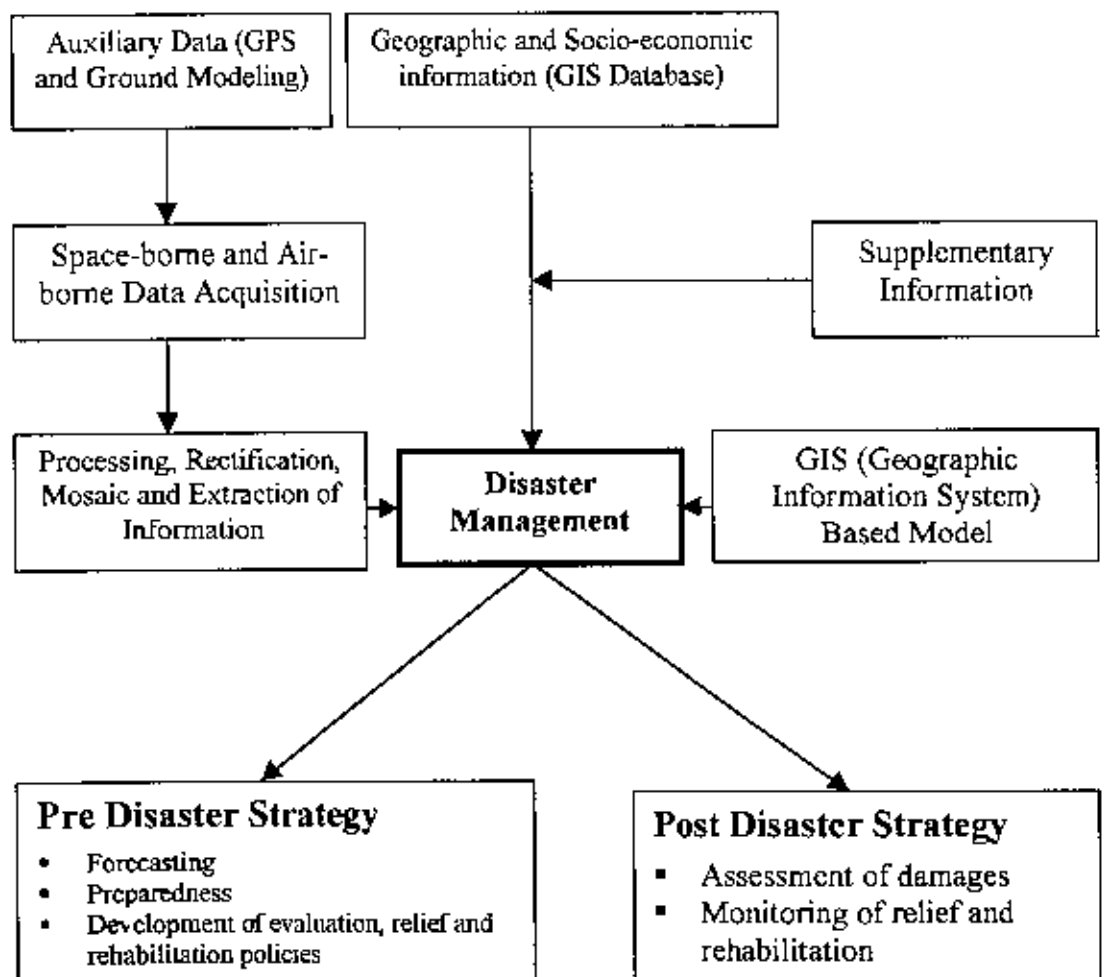 Auxiliary Data (GPS
and Ground Modeling)
Geographic and Socio-economic
information (GIS Database)
Space-borne and Air-
borne Data Acquisition
Supplementary
Information
Processing, Rectification,
Mosaic and Extraction of
Information
Disaster
Management
GIS (Geographic
Information System)
Based Model
Pre Disaster Strategy
• Forecasting
• Preparedness
• Development of evaluation, relief and
rehabilitation policies
Post Disaster Strategy
▪ Assessment of damages
▪ Monitoring of relief and
rehabilitation